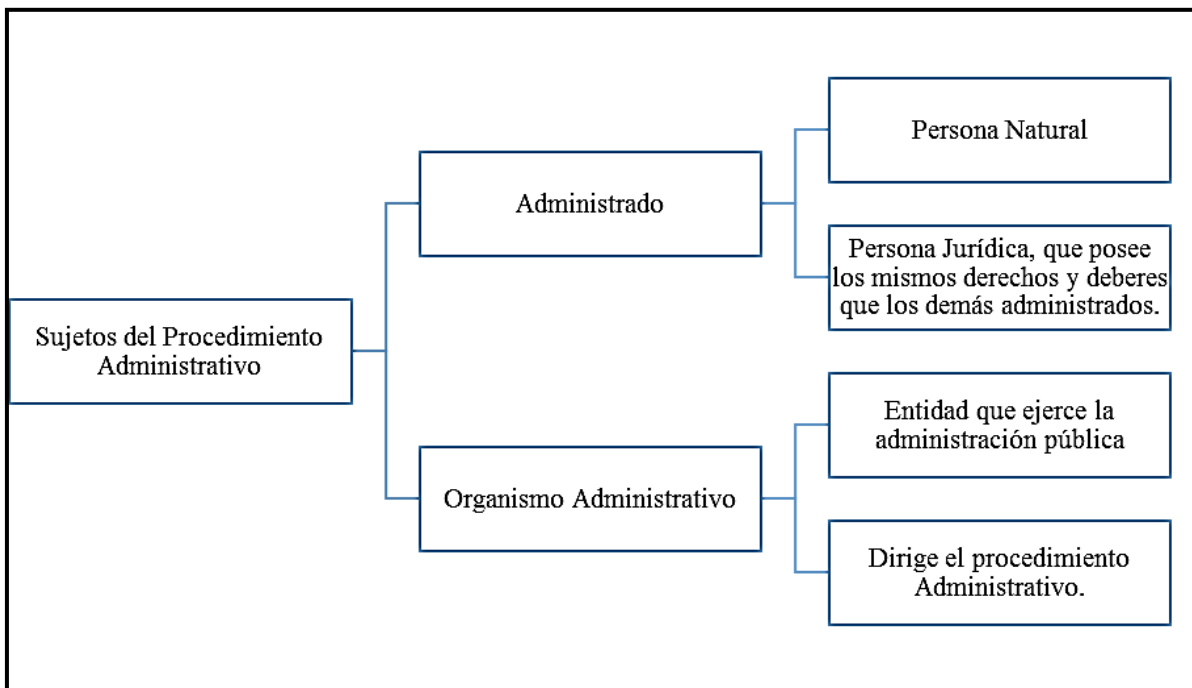 Persona Natural
Administrado
Persona Jurídica, que posee
los mismos derechos y deberes
que los demás administrados.
Sujetos del Procedimiento
Administrativo
Entidad que ejerce la
administración pública
Organismo Administrativo
Dirige el procedimiento
Administrativo.